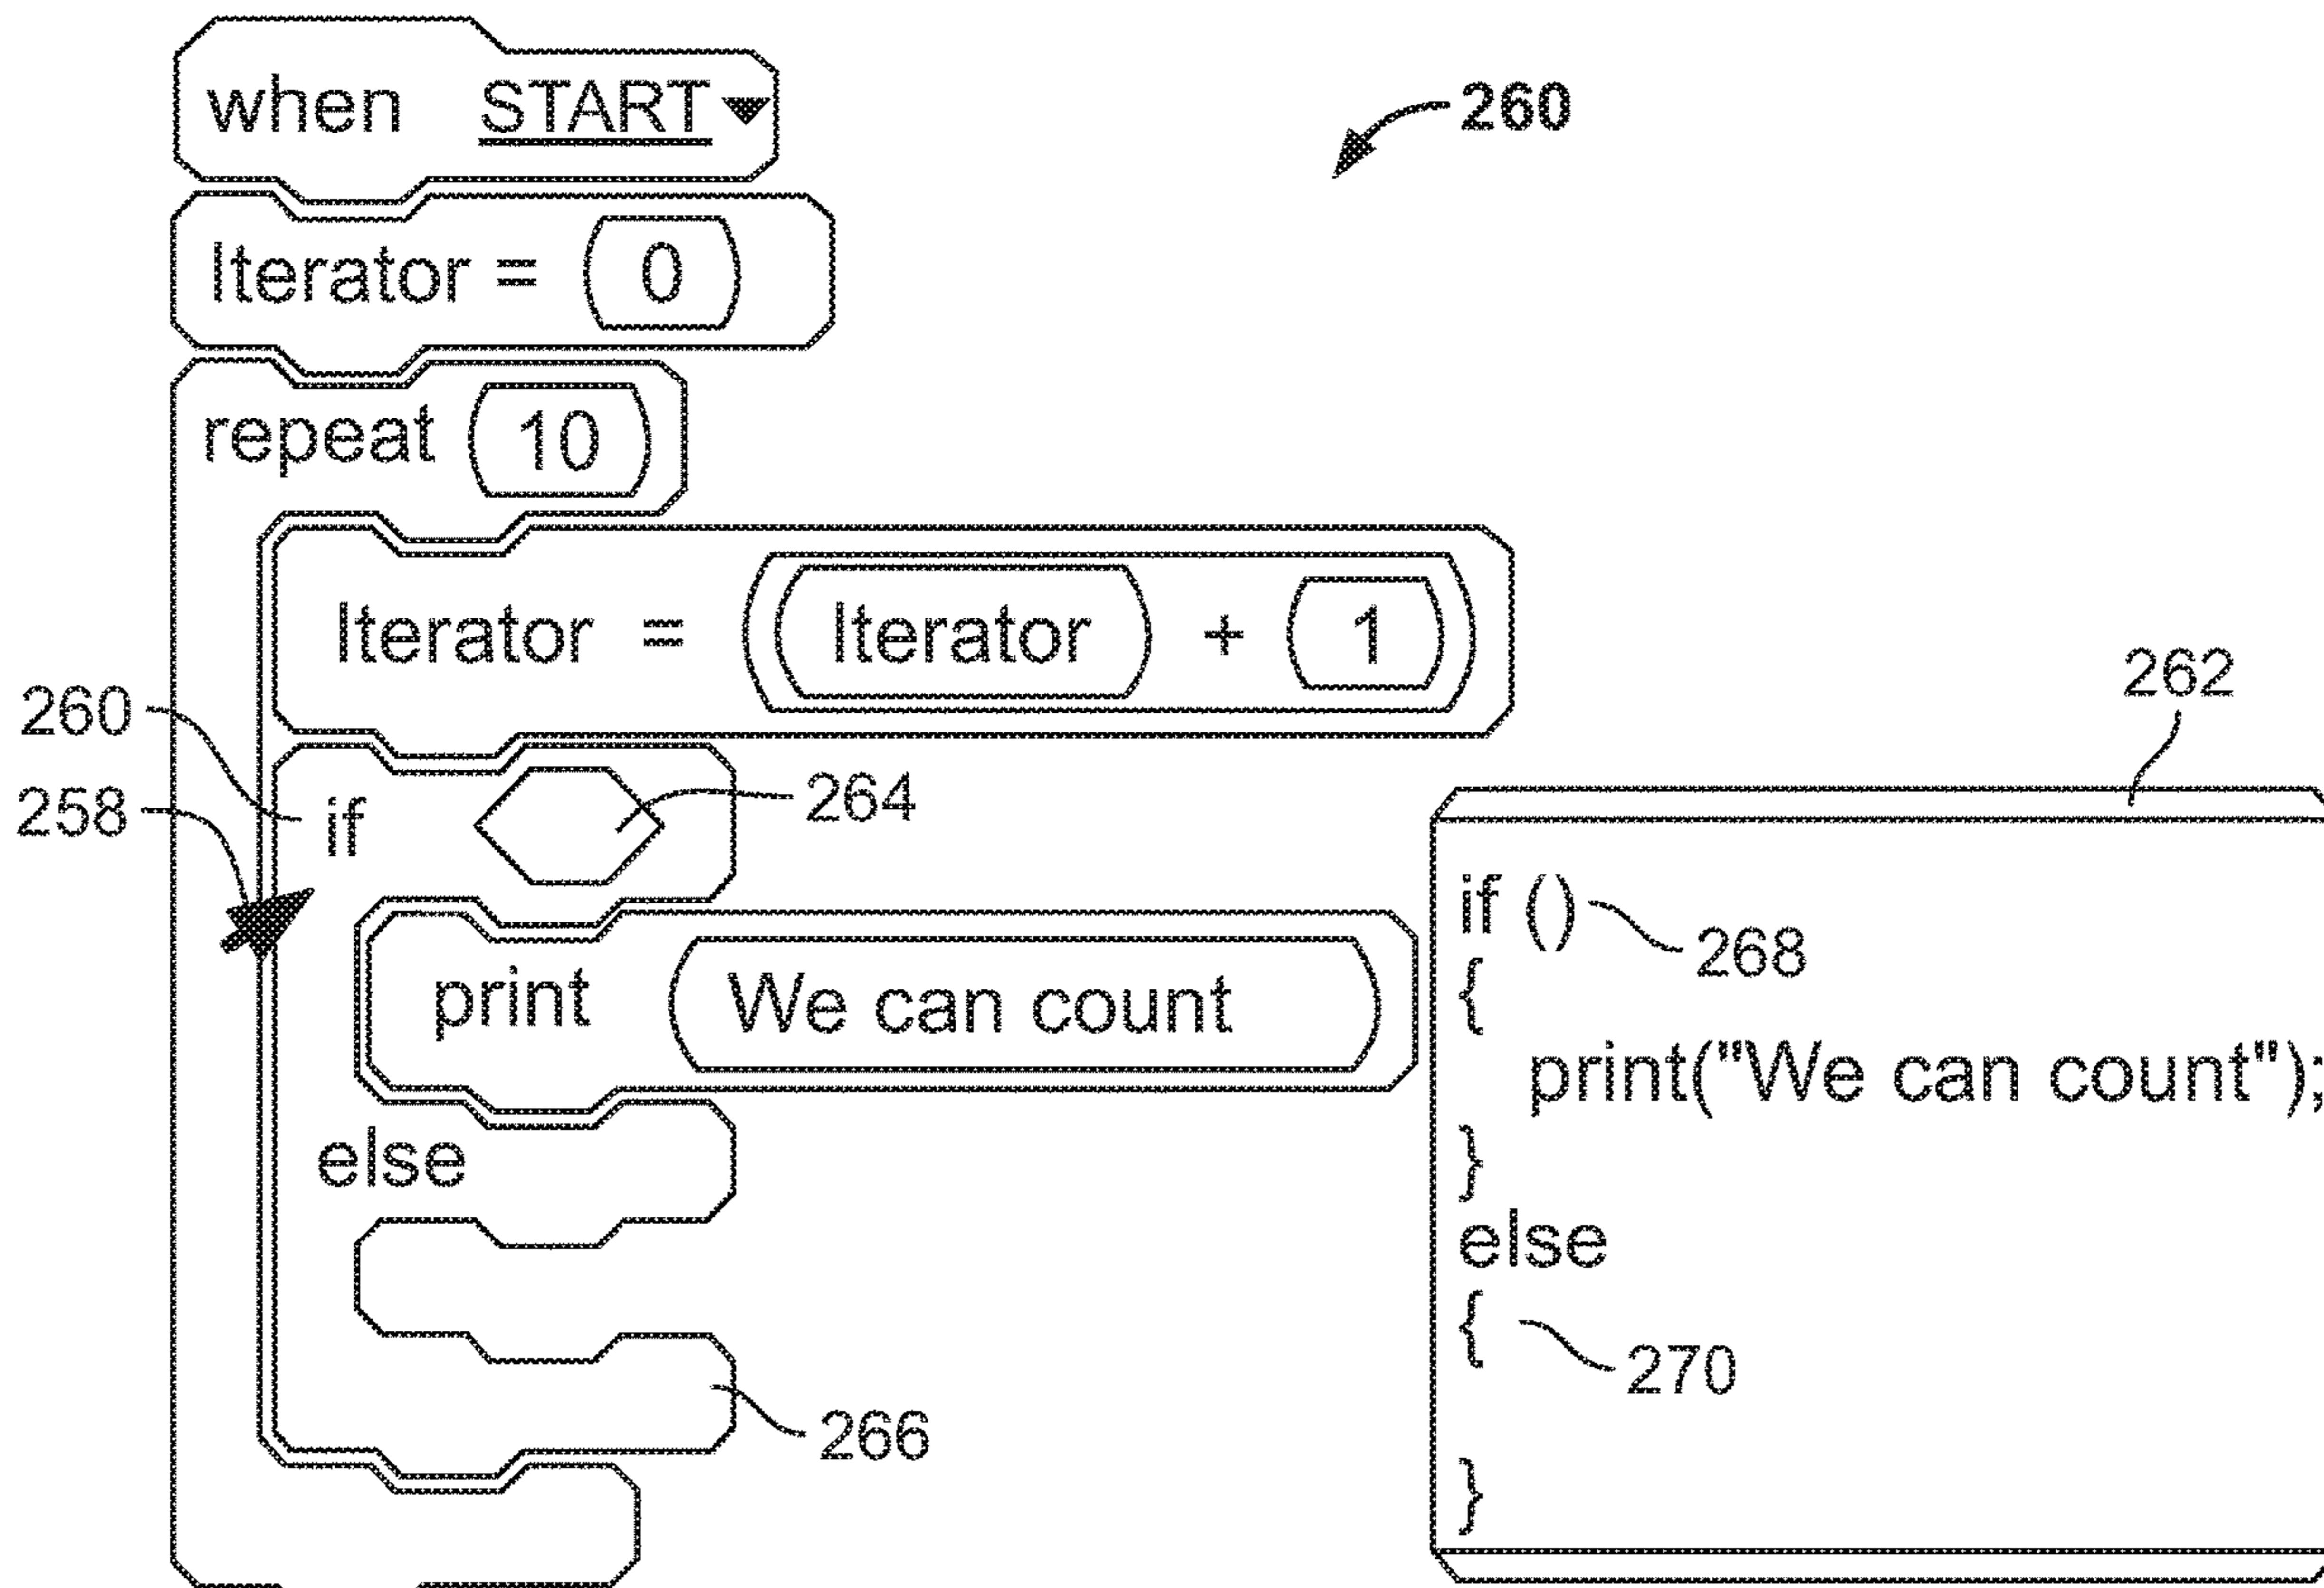 when START
260
Iterator = 0
repeat 10
Iterator = Iterator + 1
260
258
if
264
print We can count
else
266
262
if ()
268
{
print("We can count");
}
else
{
270
}